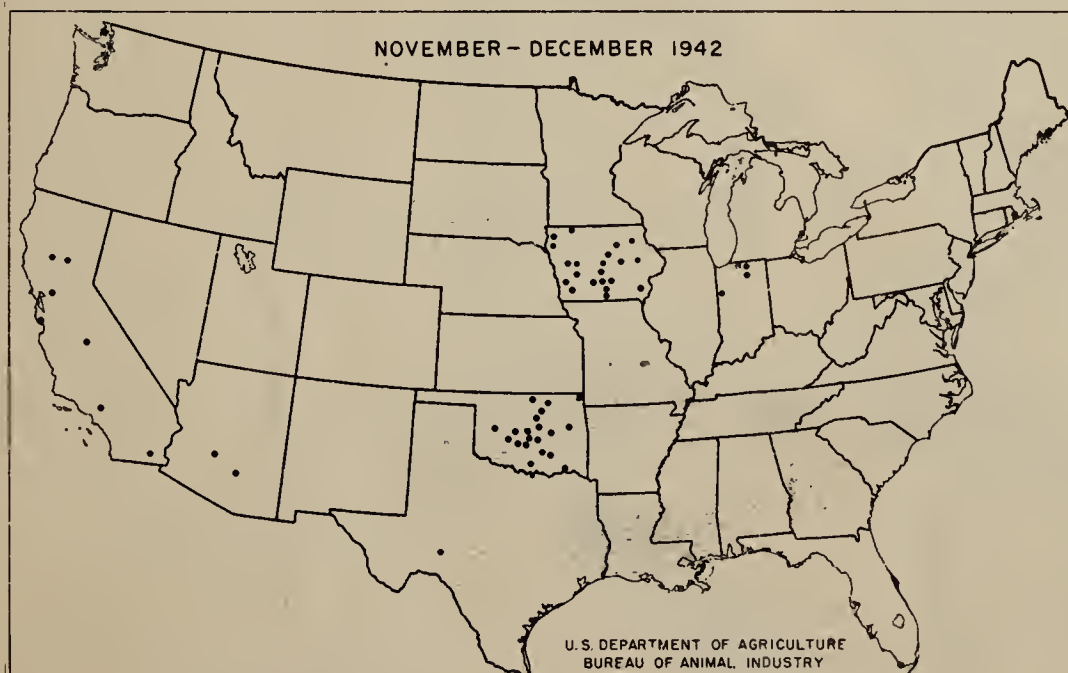 NOVEMBER - DECEMBER 1942
U.S. DEPARTMENT OF AGRICULTURE
BUREAU OF ANIMAL INDUSTRY